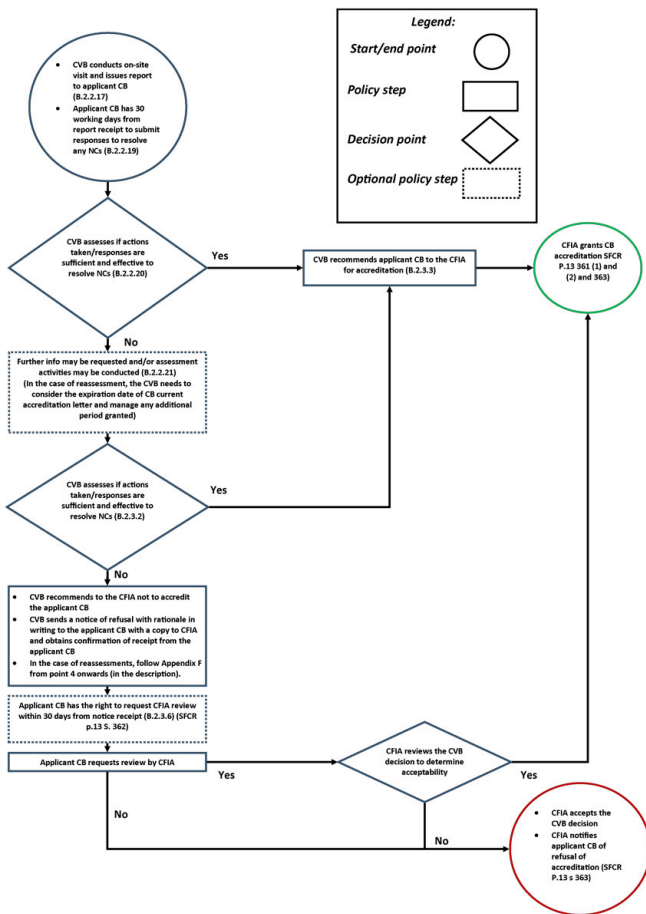 Legend:
Start/end point
Policy step
Decision point
Optional policy step
• CVB conducts on-site
visit and issues report
to applicant CB
(B.2.2.17)
• Applicant CB has 30
working days from
report receipt to submit
responses to resolve
any NCs (B.2.2.19)
CVB assesses if actions
taken/responses are
sufficient and effective
to resolve NCs
(B.2.2.20)
Yes
CVB recommends applicant CB to the CFIA
for accreditation (B.2.3.3)
CFIA grants CB
accreditation SFCR
P.13 361 (1) and
(2) and 363)
No
Further info may be requested and/or assessment
activities may be conducted (B.2.2.21)
(In the case of reassessment, the CVB needs to
consider the expiration date of CB current
accreditation letter and manage any additional
period granted)
CVB assesses if actions
taken/responses are
sufficient and effective to
resolve NCs (B.2.3.2)
Yes
No
• CVB recommends to the CFIA not to accredit
the applicant CB
• CVB sends a notice of refusal with rationale in
writing to the applicant CB with a copy to CFIA
and obtains confirmation of receipt from the
applicant CB
• In the case of reassessments, follow Appendix F
from point 4 onwards (in the description).
Applicant CB has the right to request CFIA review
within 30 days from notice receipt (B.2.3.6) (SFCR
p.13 S. 362)
Applicant CB requests review by CFIA
Yes
CFIA reviews the CVB
decision to determine
acceptability
Yes
No
No
• CFIA accepts the
CVB decision
• CFIA notifies
applicant CB of
refusal of
accreditation (SFCR
P.13 s 363)